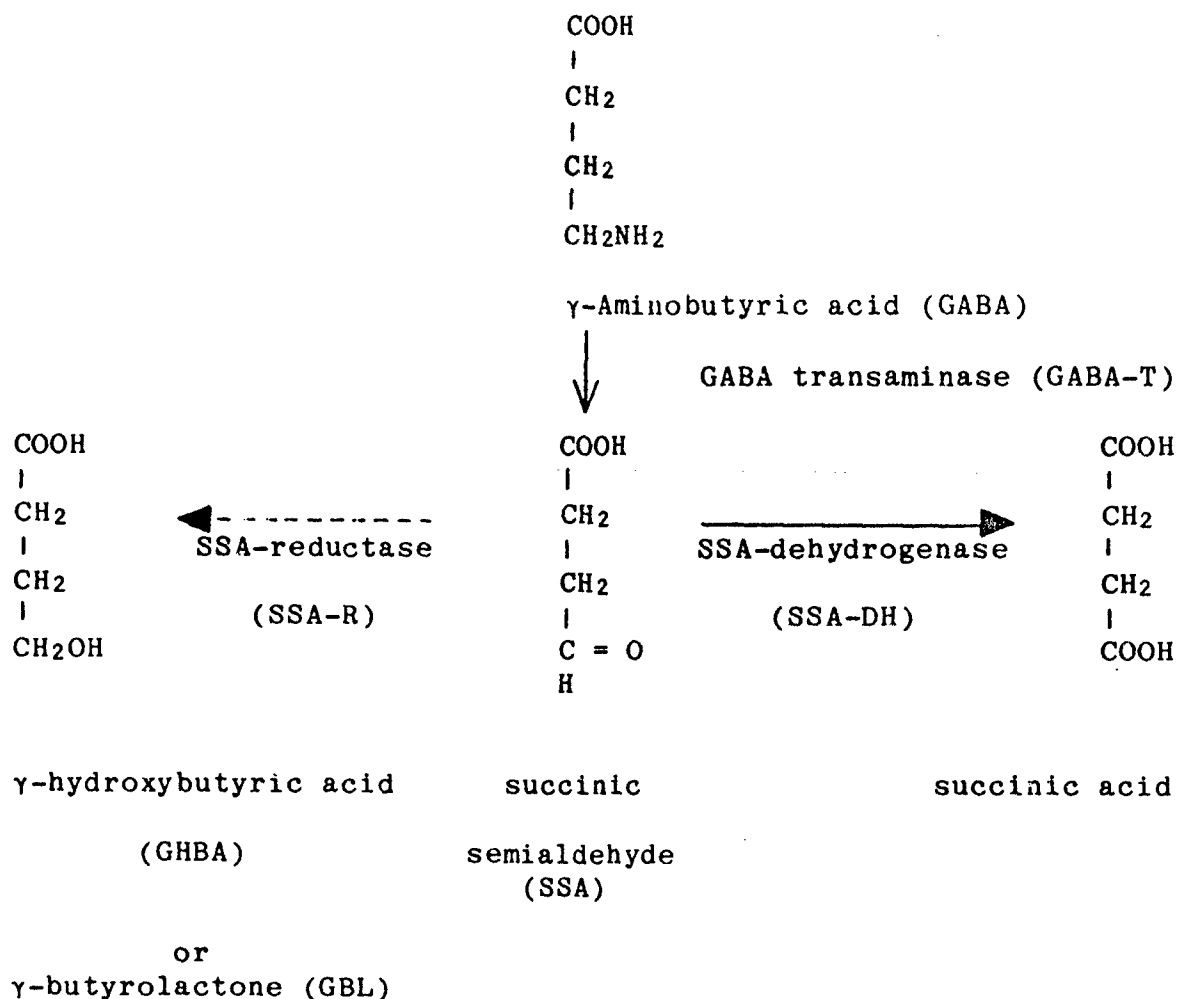 COOH
CH2
CH2
CH2NH2
γ-Aminobutyric acid (GABA)
GABA transaminase (GABA-T)
COOH COOH COOH
CH2 CH2 CH2
SSA-reductase SSA-dehydrogenase
CH2 CH2 CH2
(SSA-R) (SSA-DH)
CH2OH C = O COOH
H
γ-hydroxybutyric acid succinic succinic acid
(GHBA) semialdehyde
(SSA)
or
γ-butyrolactone (GBL)